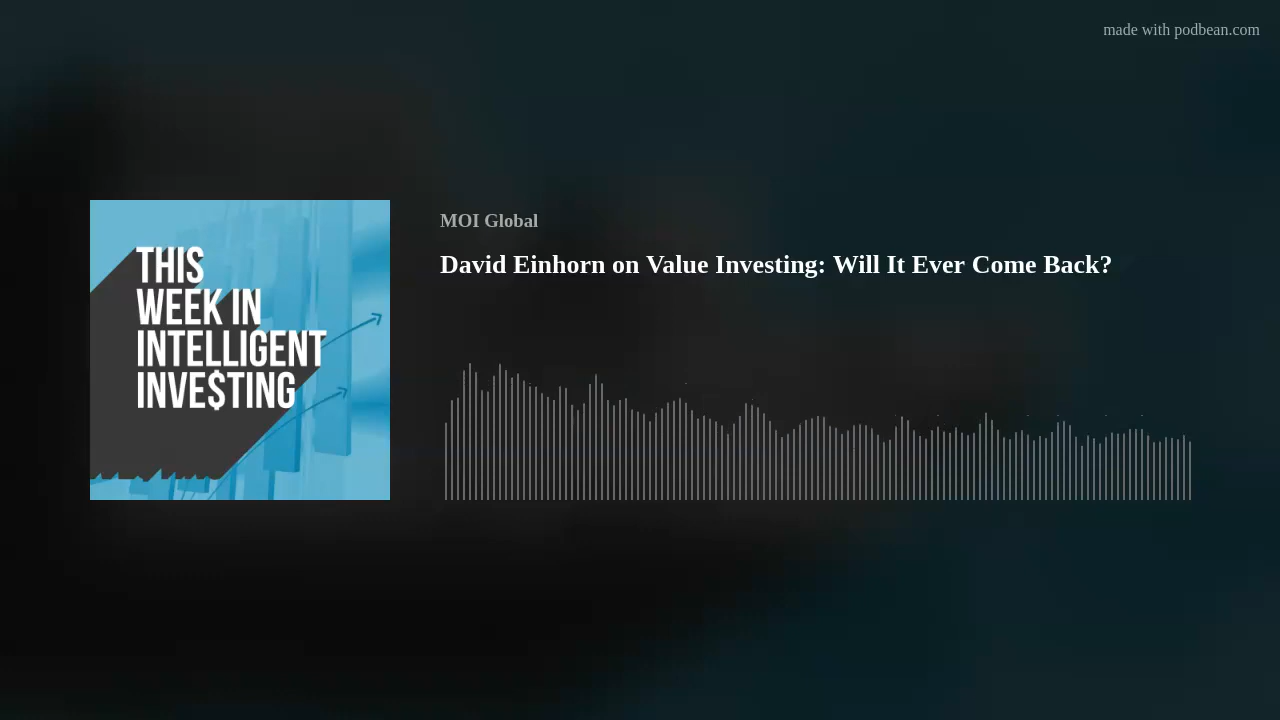 made with podbean.com
THIS
WEEK IN
INTELLIGENT
INVE$TING
MOI Global
David Einhorn on Value Investing: Will It Ever Come Back?